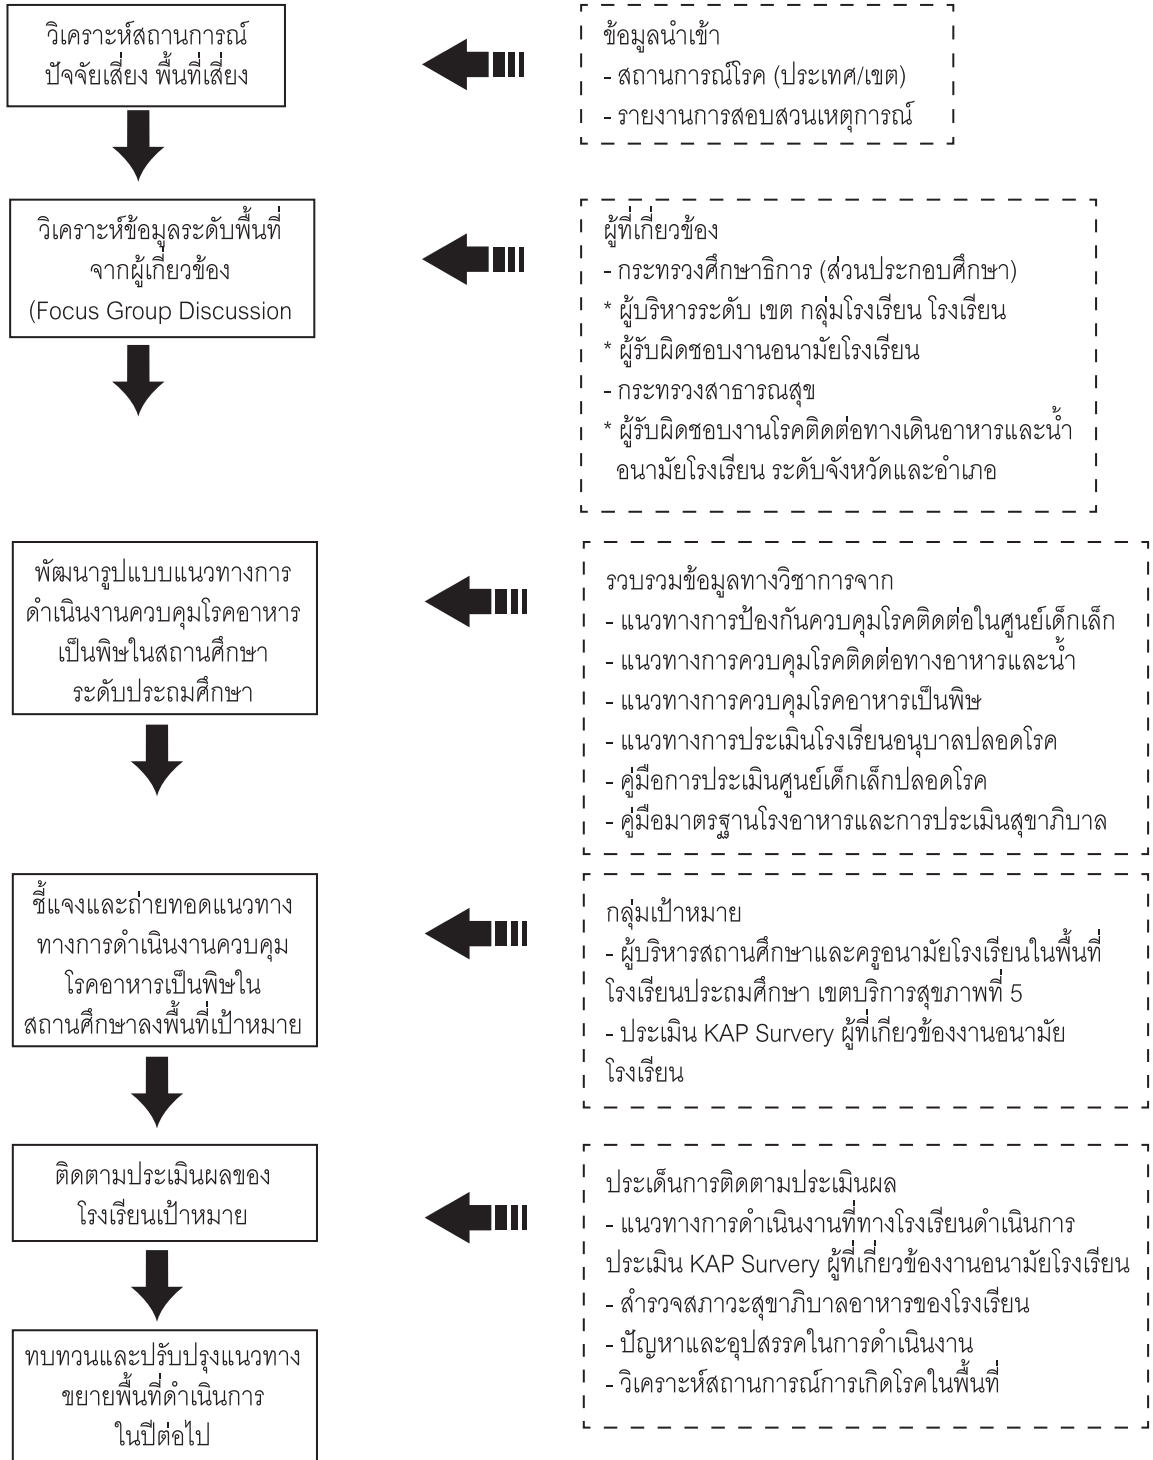 วิเคราะห์สถานการณ์
ปัจจัยเสี่ยง พื้นที่เสี่ยง
ข้อมูลนำเข้า
- สถานการณ์โรค (ประเทศ/เขต)
- รายงานการสอบสวนเหตุการณ์
วิเคราะห์ข้อมูลระดับพื้นที่
จากผู้เกี่ยวข้อง
(Focus Group Discussion
ผู้ที่เกี่ยวข้อง
- กระทรวงศึกษาธิการ (ส่วนประกอบศึกษา)
* ผู้บริหารระดับ เขต กลุ่มโรงเรียน โรงเรียน
* ผู้รับผิดชอบงานอนามัยโรงเรียน
- กระทรวงสาธารณสุข
* ผู้รับผิดชอบงานโรคติดต่อทางเดินอาหารและน้ำ
อนามัยโรงเรียน ระดับจังหวัดและอำเภอ
พัฒนารูปแบบแนวทางการ
ดำเนินงานควบคุมโรคอาหาร
เป็นพิษในสถานศึกษา
ระดับประถมศึกษา
รวบรวมข้อมูลทางวิชาการจาก
- แนวทางการป้องกันควบคุมโรคติดต่อในศูนย์เด็กเล็ก
- แนวทางการควบคุมโรคติดต่อทางอาหารและน้ำ
- แนวทางการควบคุมโรคอาหารเป็นพิษ
- แนวทางการประเมินโรงเรียนอนุบาลปลอดโรค
- คู่มือการประเมินศูนย์เด็กเล็กปลอดโรค
- คู่มือมาตรฐานโรงอาหารและการประเมินสุขาภิบาล
ชี้แจงและถ่ายทอดแนวทาง
ทางการดำเนินงานควบคุม
โรคอาหารเป็นพิษใน
สถานศึกษาลงพื้นที่เป้าหมาย
กลุ่มเป้าหมาย
- ผู้บริหารสถานศึกษาและครูอนามัยโรงเรียนในพื้นที่
โรงเรียนประถมศึกษา เขตบริการสุขภาพที่ 5
- ประเมิน KAP Survery ผู้ที่เกียวข้องงานอนามัย
โรงเรียน
ติดตามประเมินผลของ
โรงเรียนเป้าหมาย
ประเด็นการติดตามประเมินผล
- แนวทางการดำเนินงานที่ทางโรงเรียนดำเนินการ
ประเมิน KAP Survery ผู้ที่เกี่ยวข้องงานอนามัยโรงเรียน
- สำรวจสภาวะสุขาภิบาลอาหารของโรงเรียน
- ปัญหาและอุปสรรคในการดำเนินงาน
- วิเคราะห์สถานการณ์การเกิดโรคในพื้นที่
ทบทวนและปรับปรุงแนวทาง
ขยายพื้นที่ดำเนินการ
ในปีต่อไป